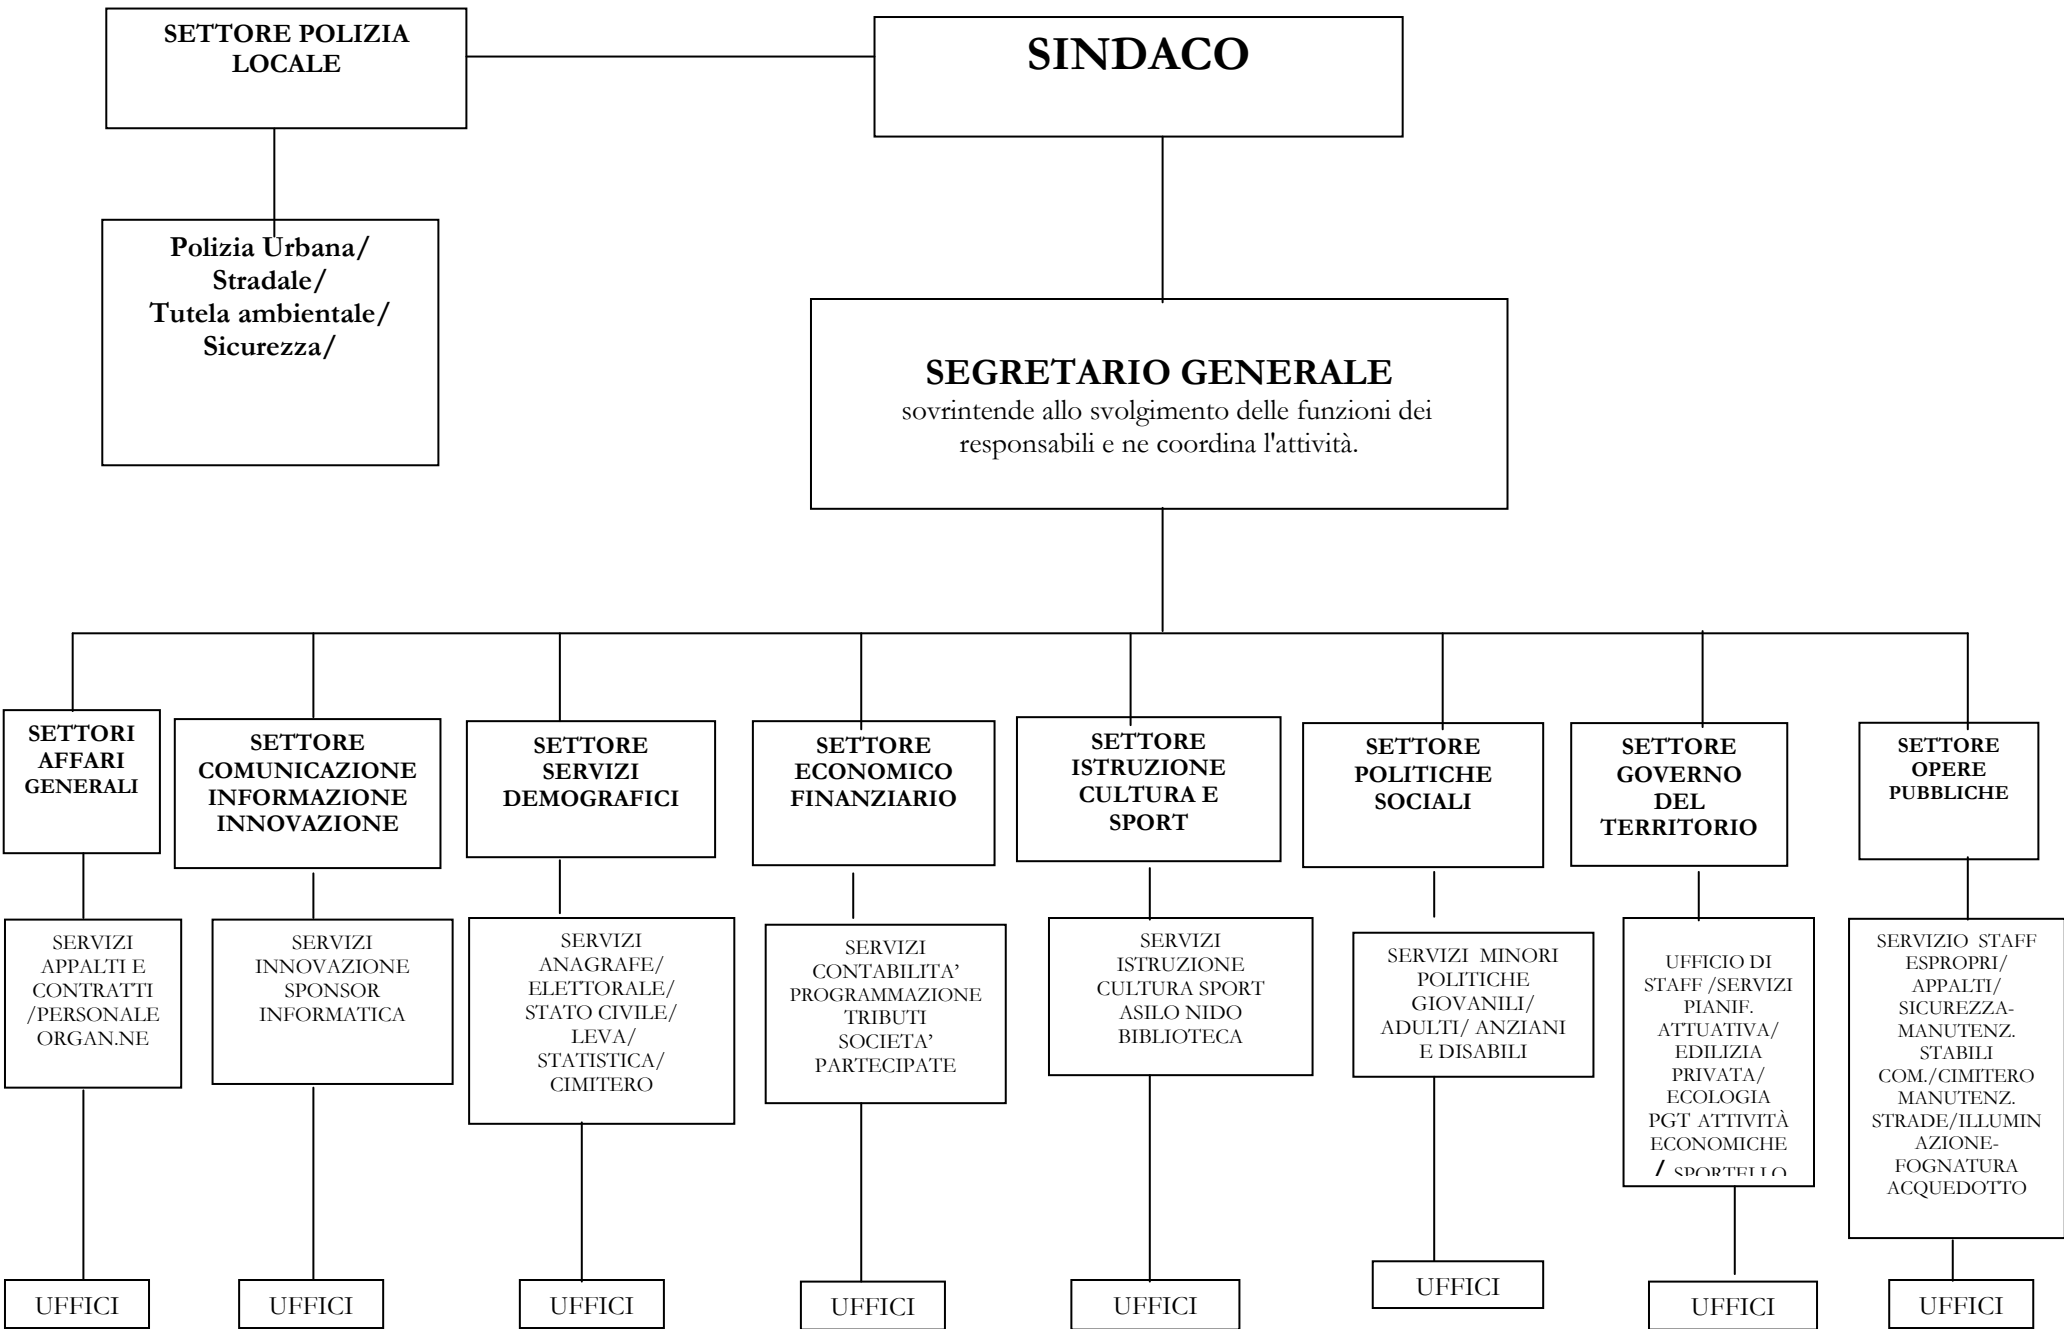 SETTORE POLIZIA
LOCALE
SINDACO
Polizia Urbana/
Stradale/
Tutela ambientale/
Sicurezza/
SEGRETARIO GENERALE
sovrintende allo svolgimento delle funzioni dei
responsabili e ne coordina l'attività.
SETTORI
AFFARI
GENERALI
SETTORE
COMUNICAZIONE
INFORMAZIONE
INNOVAZIONE
SETTORE
SERVIZI
DEMOGRAFICI
SETTORE
ECONOMICO
FINANZIARIO
SETTORE
ISTRUZIONE
CULTURA E
SPORT
SETTORE
POLITICHE
SOCIALI
SETTORE
GOVERNO
DEL
TERRITORIO
SETTORE
OPERE
PUBBLICHE
SERVIZI
APPALTI E
CONTRATTI
/PERSONALE
ORGAN.NE
SERVIZI
INNOVAZIONE
SPONSOR
INFORMATICA
SERVIZI
ANAGRAFE/
ELETTORALE/
STATO CIVILE/
LEVA/
STATISTICA/
CIMITERO
SERVIZI
CONTABILITA’
PROGRAMMAZIONE
TRIBUTI
SOCIETA’
PARTECIPATE
SERVIZI
ISTRUZIONE
CULTURA SPORT
ASILO NIDO
BIBLIOTECA
SERVIZI MINORI
POLITICHE
GIOVANILI/
ADULTI/ ANZIANI
E DISABILI
UFFICIO DI
STAFF /SERVIZI
PIANIF.
ATTUATIVA/
EDILIZIA
PRIVATA/
ECOLOGIA
PGT ATTIVITÀ
ECONOMICHE
/ SPORTELLO
SERVIZIO STAFF
ESPROPRI/
APPALTI/
SICUREZZA-
MANUTENZ.
STABILI
COM./CIMITERO
MANUTENZ.
STRADE/ILLUMIN
AZIONE-
FOGNATURA
ACQUEDOTTO
UFFICI
UFFICI
UFFICI
UFFICI
UFFICI
UFFICI
UFFICI
UFFICI